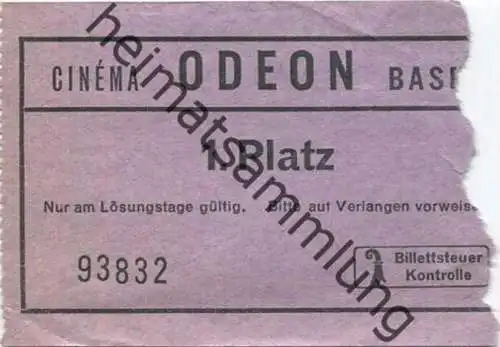 CINÉMA ODEON BASE
1. Platz
Nur am Lösungstage gültig. Bitte auf Verlangen vorweise
93832
Billettsteuer
Kontrolle
heimatsammlung